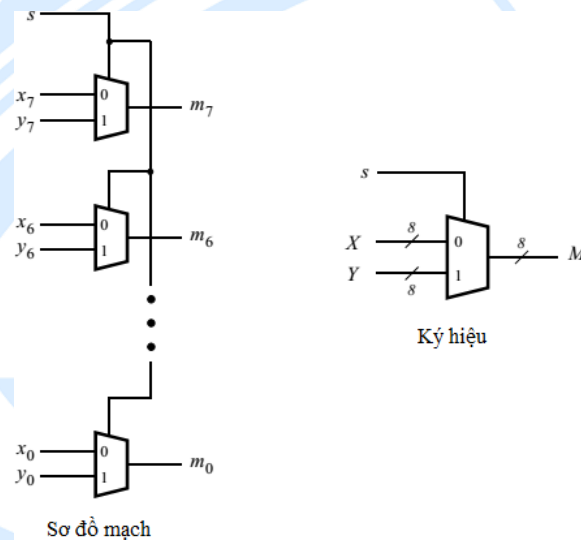 s
x₇ 0 m₇
y₇ 1
x₆ 0 m₆
y₆ 1
x₀ 0 m₀
y₀ 1
Sơ đồ mạch
s
X 8 0 8 M
Y 8 1
Ký hiệu